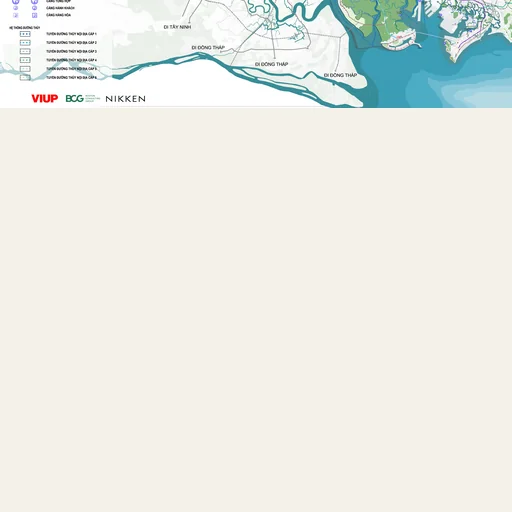 CẢNG TỔNG HỢP
CẢNG HÀNH KHÁCH
CẢNG HÀNG HÓA
HỆ THỐNG ĐƯỜNG THỦY
TUYẾN ĐƯỜNG THỦY NỘI ĐỊA CẤP 1
TUYẾN ĐƯỜNG THỦY NỘI ĐỊA CẤP 2
TUYẾN ĐƯỜNG THỦY NỘI ĐỊA CẤP 3
TUYẾN ĐƯỜNG THỦY NỘI ĐỊA CẤP 4
TUYẾN ĐƯỜNG THỦY NỘI ĐỊA CẤP 5
TUYẾN ĐƯỜNG THỦY NỘI ĐỊA CẤP 6
ĐI TÂY NINH
ĐI ĐỒNG THÁP
ĐI ĐỒNG THÁP
ĐI ĐỒNG THÁP
VIUP
BCG
NIKKEN